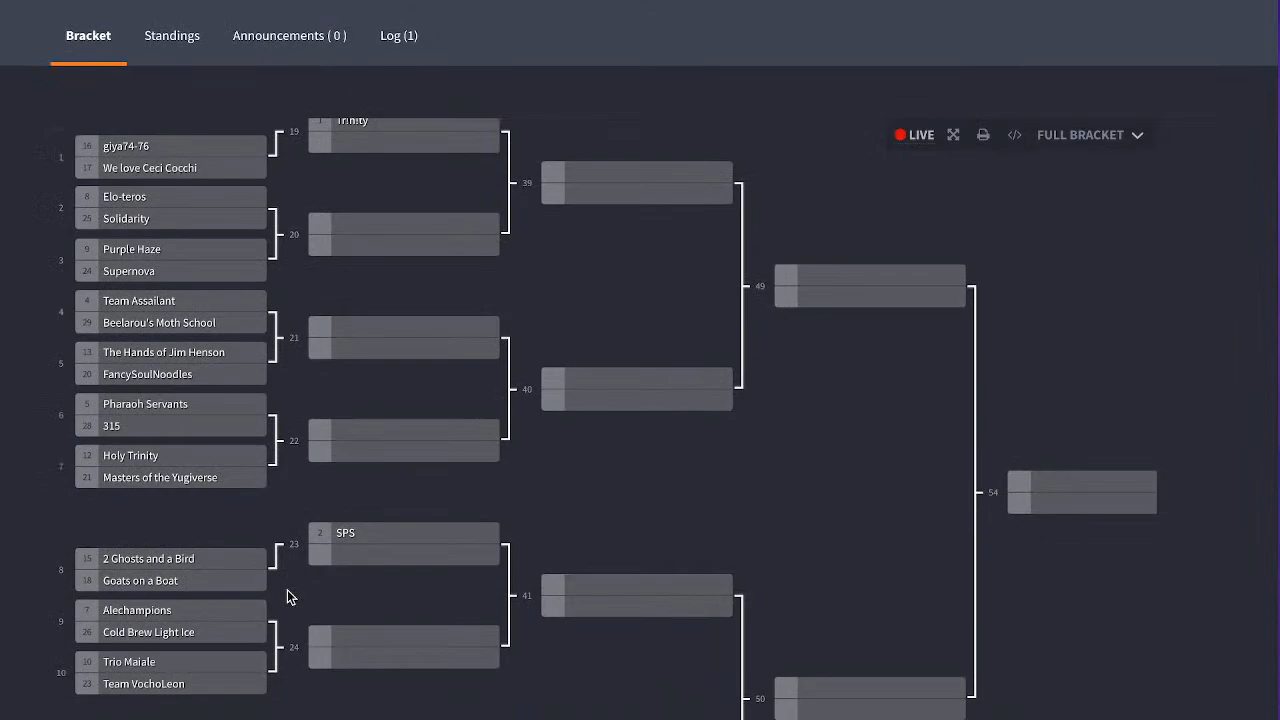 Bracket Standings Announcements ( 0 ) Log (1)
LIVE </> FULL BRACKET
1 Trinity
19
1
16 giya74-76
17 We love Ceci Cocchi
2
8 Elo-teros
25 Solidarity
20
39
3
9 Purple Haze
24 Supernova
4
4 Team Assailant
29 Beelarou's Moth School
49
21
5
13 The Hands of Jim Henson
20 FancySoulNoodles
40
6
5 Pharaoh Servants
28 315
22
7
12 Holy Trinity
21 Masters of the Yugiverse
54
2 SPS
23
8
15 2 Ghosts and a Bird
18 Goats on a Boat
41
9
7 Alechampions
26 Cold Brew Light Ice
24
10
10 Trio Maiale
23 Team VochoLeon
50